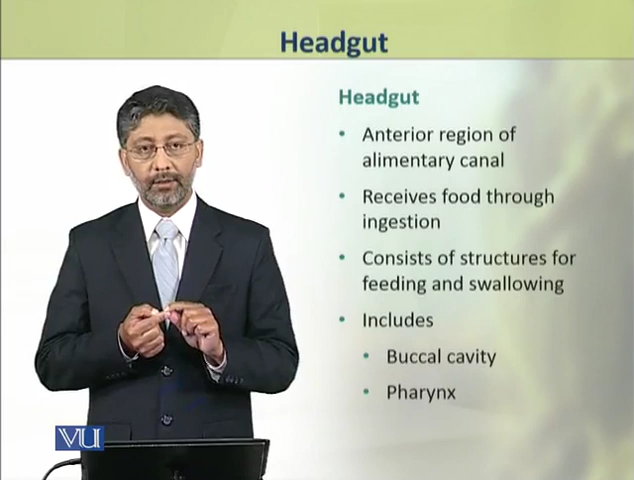 Headgut
Headgut
• Anterior region of
alimentary canal
• Receives food through
ingestion
• Consists of structures for
feeding and swallowing
• Includes
• Buccal cavity
• Pharynx
VU